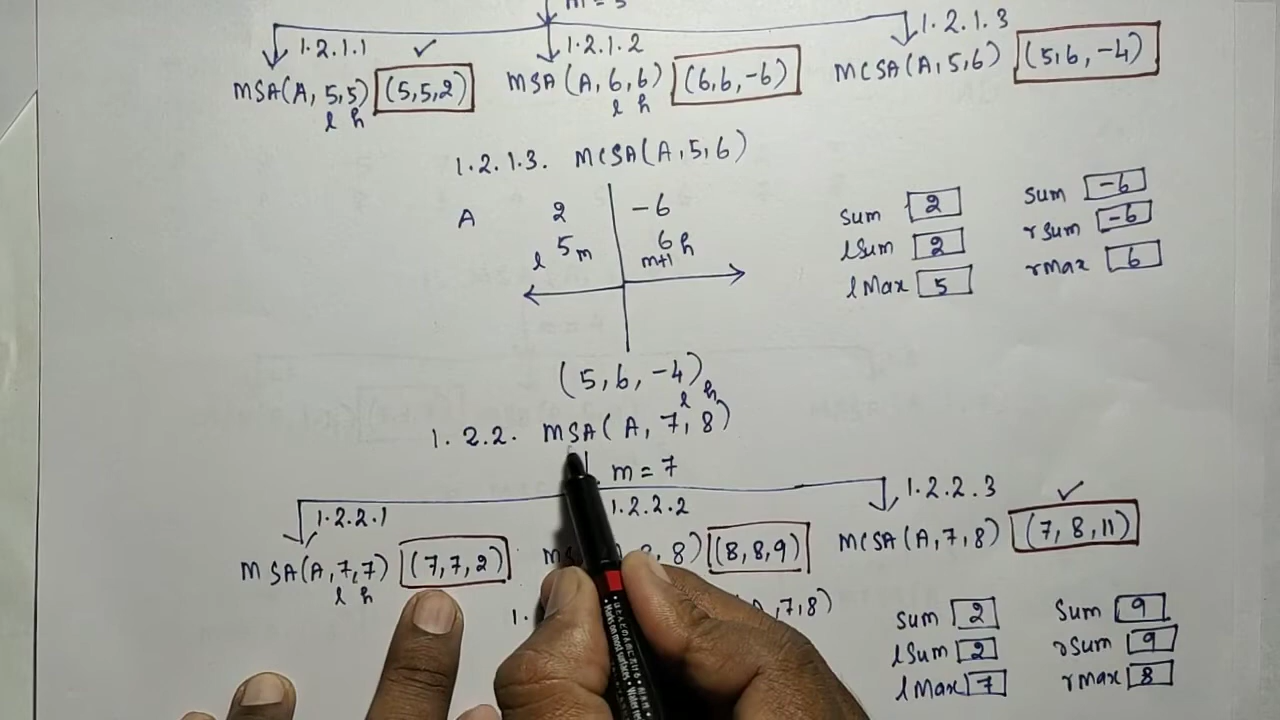 m = 5
1.2.1.1 ✓ 1.2.1.2 1.2.1.3
MSA(A, 5,5) (5,5,2) MSA(A, 6,6) (6,6,-6) MCSA(A,5,6) (5,6,-4)
l h l h
1.2.1.3. MCSA(A,5,6)
A 2 -6
l 5 m 6 h
m+1
sum 2 sum -6
lsum 2 rsum -6
lMax 5 rmax 6
(5,6,-4)
l h
1.2.2. MSA(A, 7,8)
m = 7
1.2.2.1 1.2.2.2 1.2.2.3 ✓
MSA(A,7,7) (7,7,2) 8) (8,8,9) MCSA(A,7,8) (7,8,11)
l h
1. ,7,8)
sum 2 Sum 9
lSum 2 rSum 9
lMax 7 rmax 8